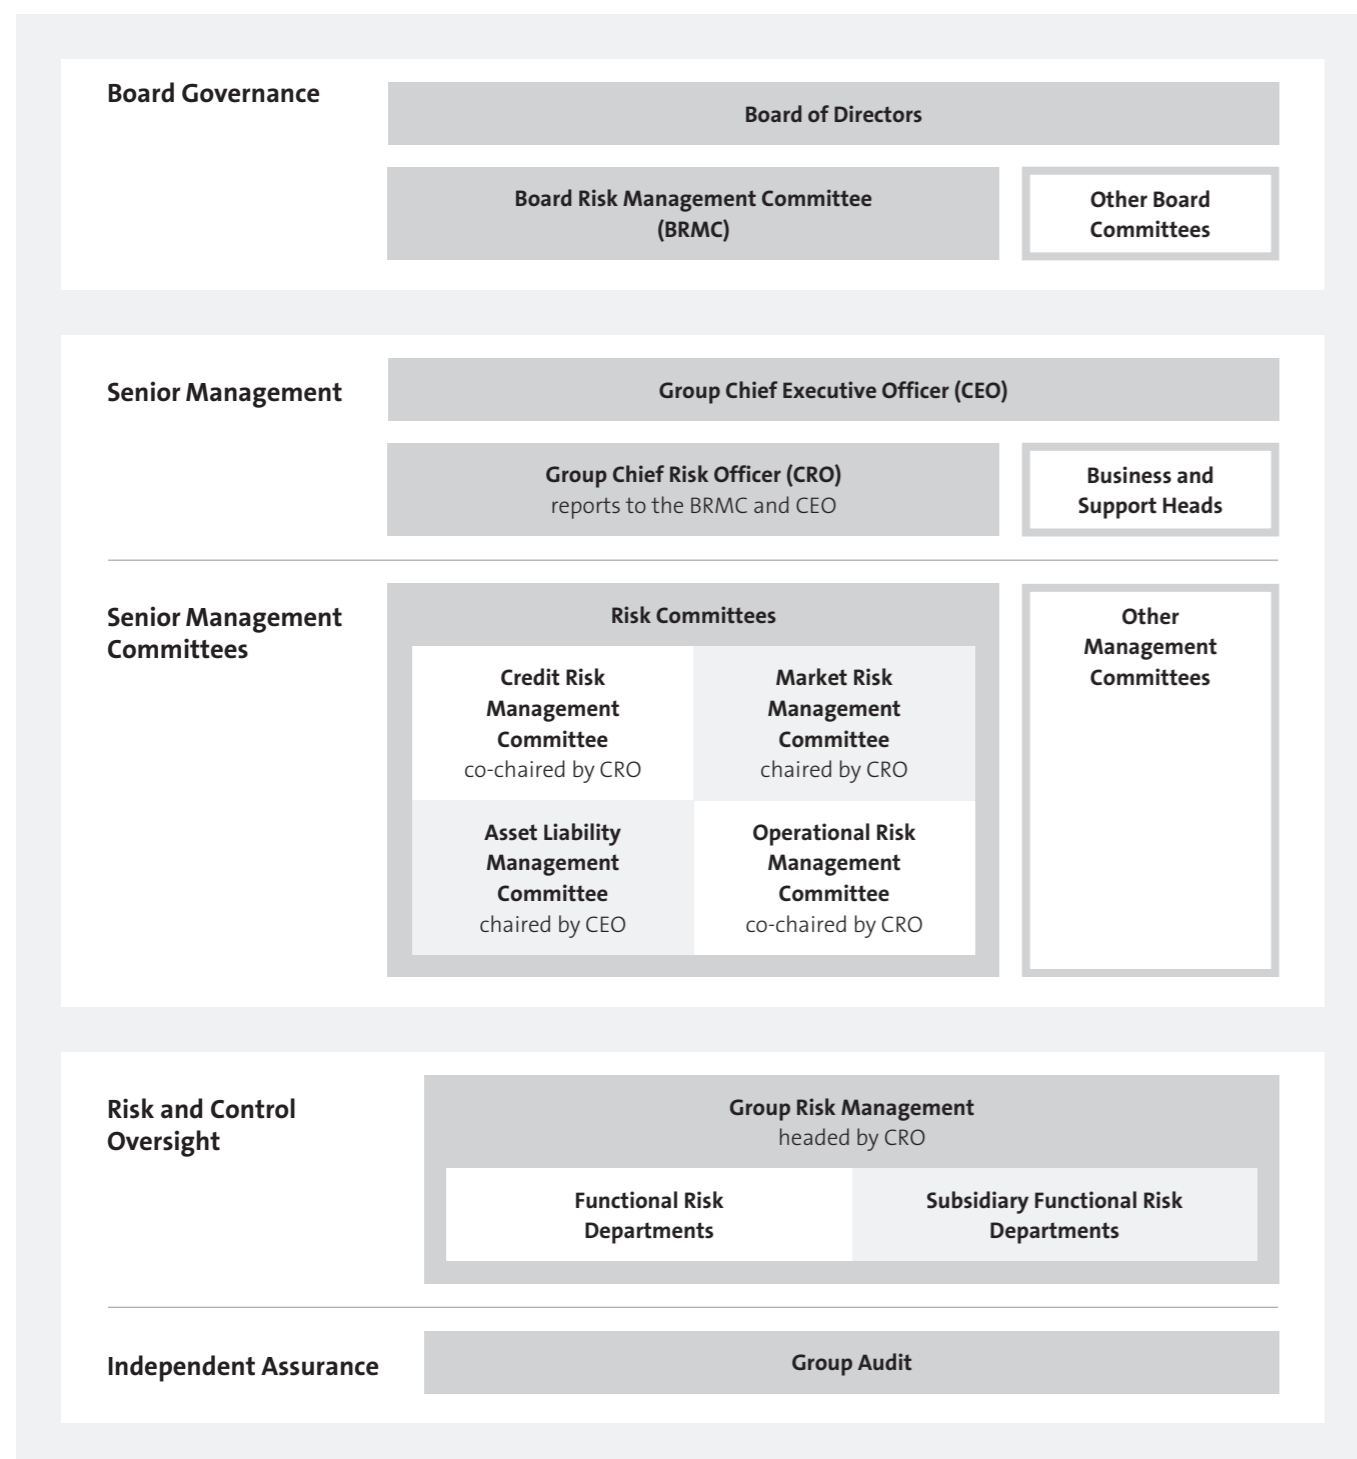 Board Governance
Board of Directors
Board Risk Management Committee
(BRMC)
Other Board
Committees
Senior Management
Group Chief Executive Officer (CEO)
Group Chief Risk Officer (CRO)
reports to the BRMC and CEO
Business and
Support Heads
Senior Management
Committees
Risk Committees
Credit Risk
Management
Committee
co-chaired by CRO
Market Risk
Management
Committee
chaired by CRO
Asset Liability
Management
Committee
chaired by CEO
Operational Risk
Management
Committee
co-chaired by CRO
Other
Management
Committees
Risk and Control
Oversight
Group Risk Management
headed by CRO
Functional Risk
Departments
Subsidiary Functional Risk
Departments
Independent Assurance
Group Audit